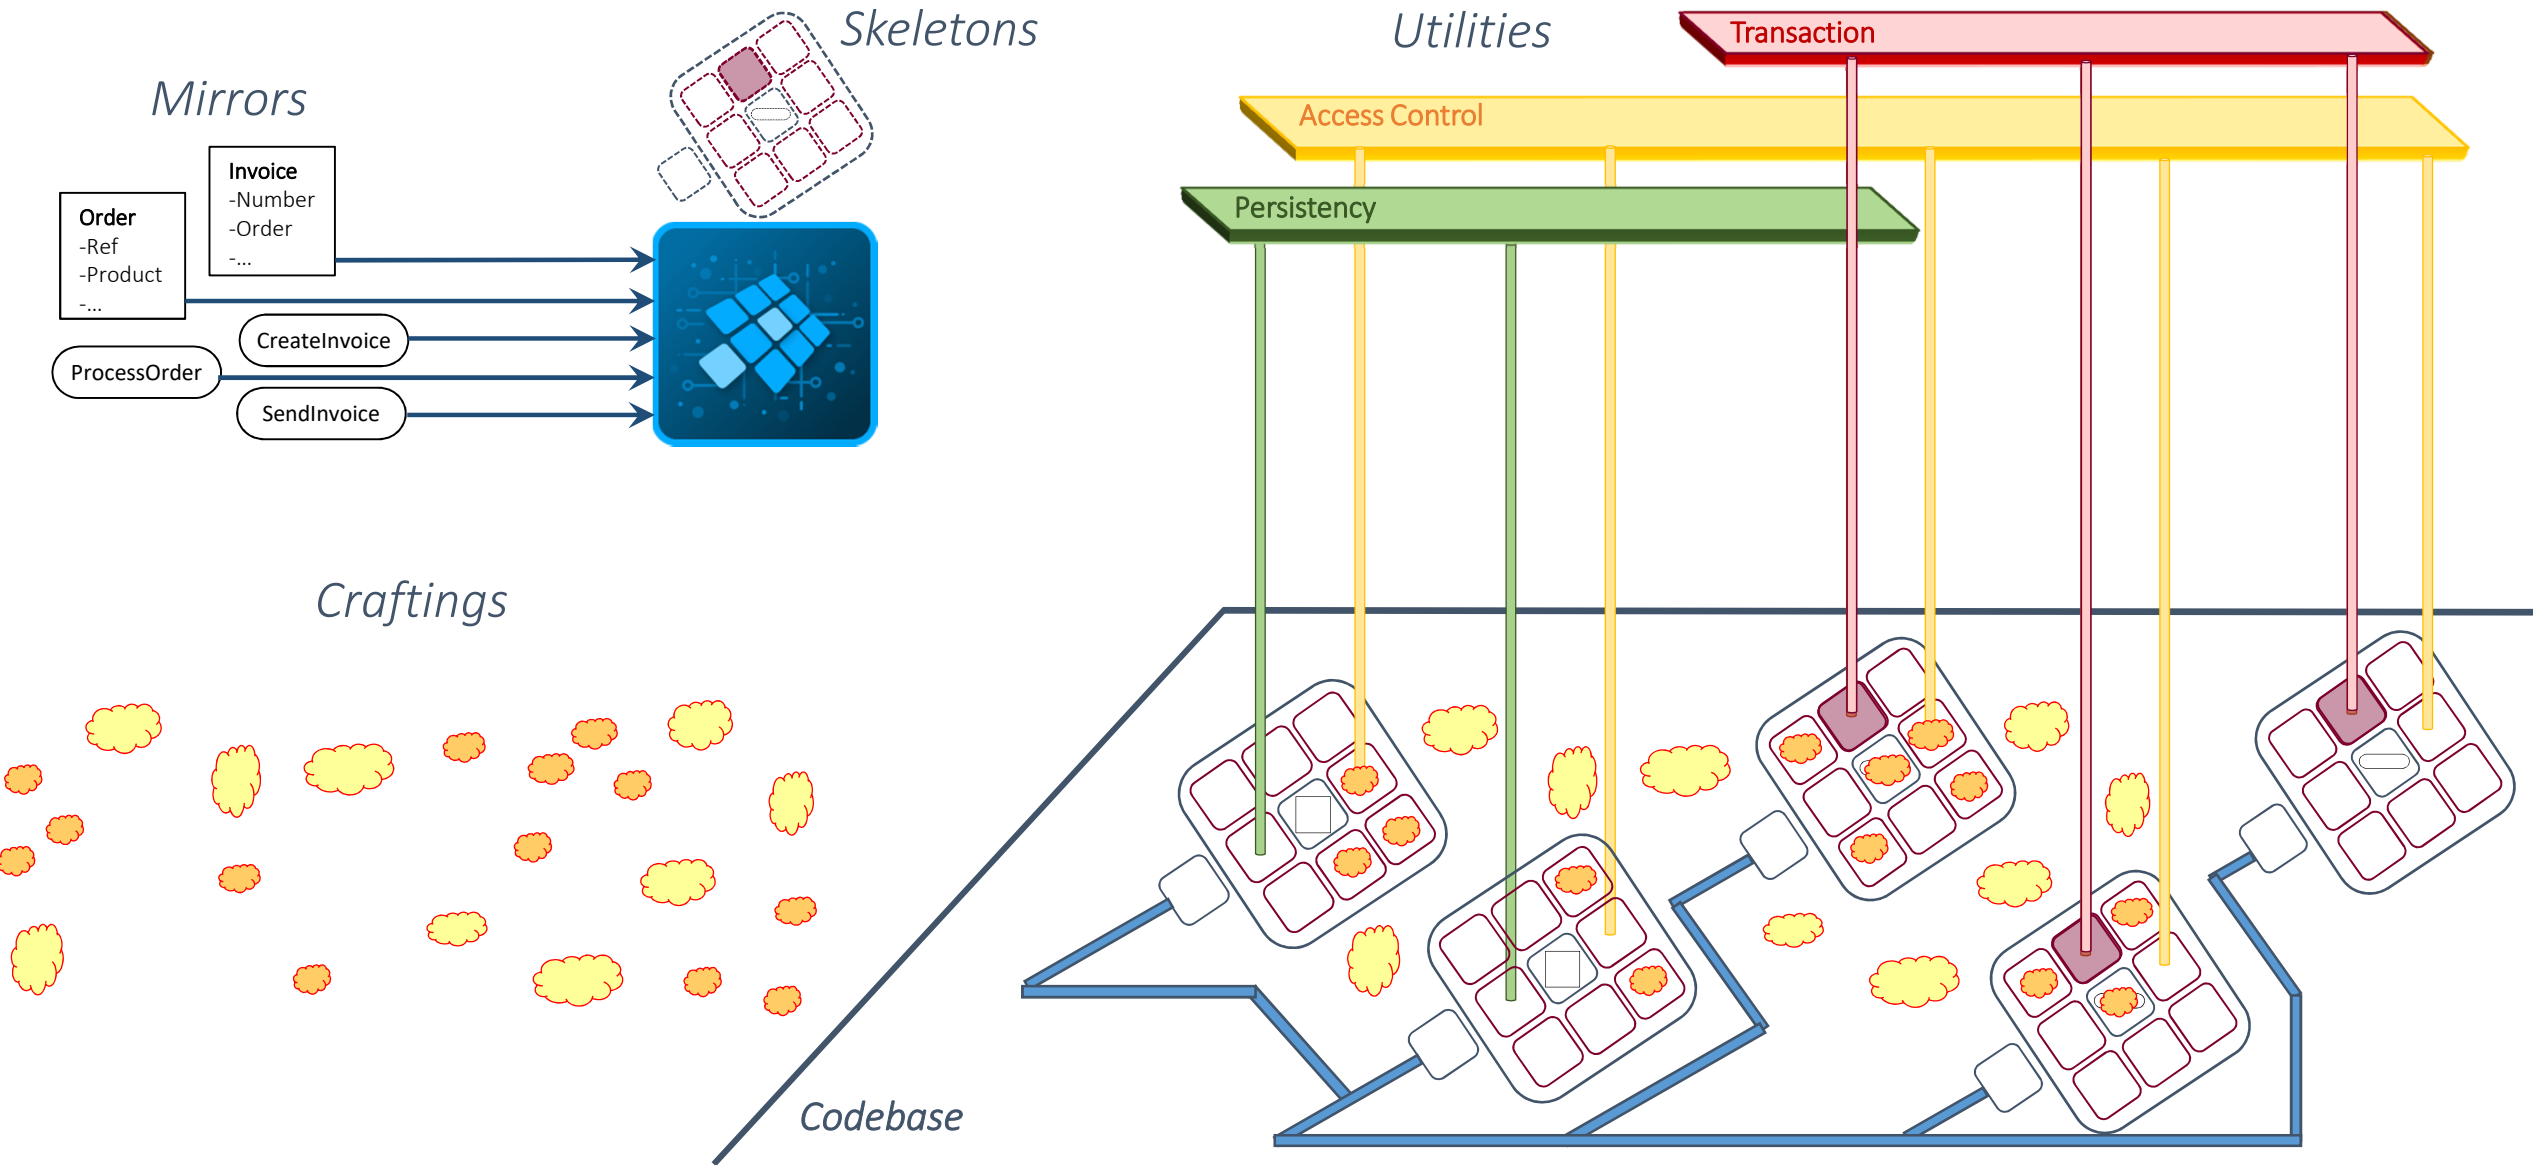 Skeletons
Utilities
Transaction
Mirrors
Access Control
Invoice
-Number
-Order
-...
Order
-Ref
-Product
-...
Persistency
CreateInvoice
ProcessOrder
SendInvoice
Craftings
Codebase